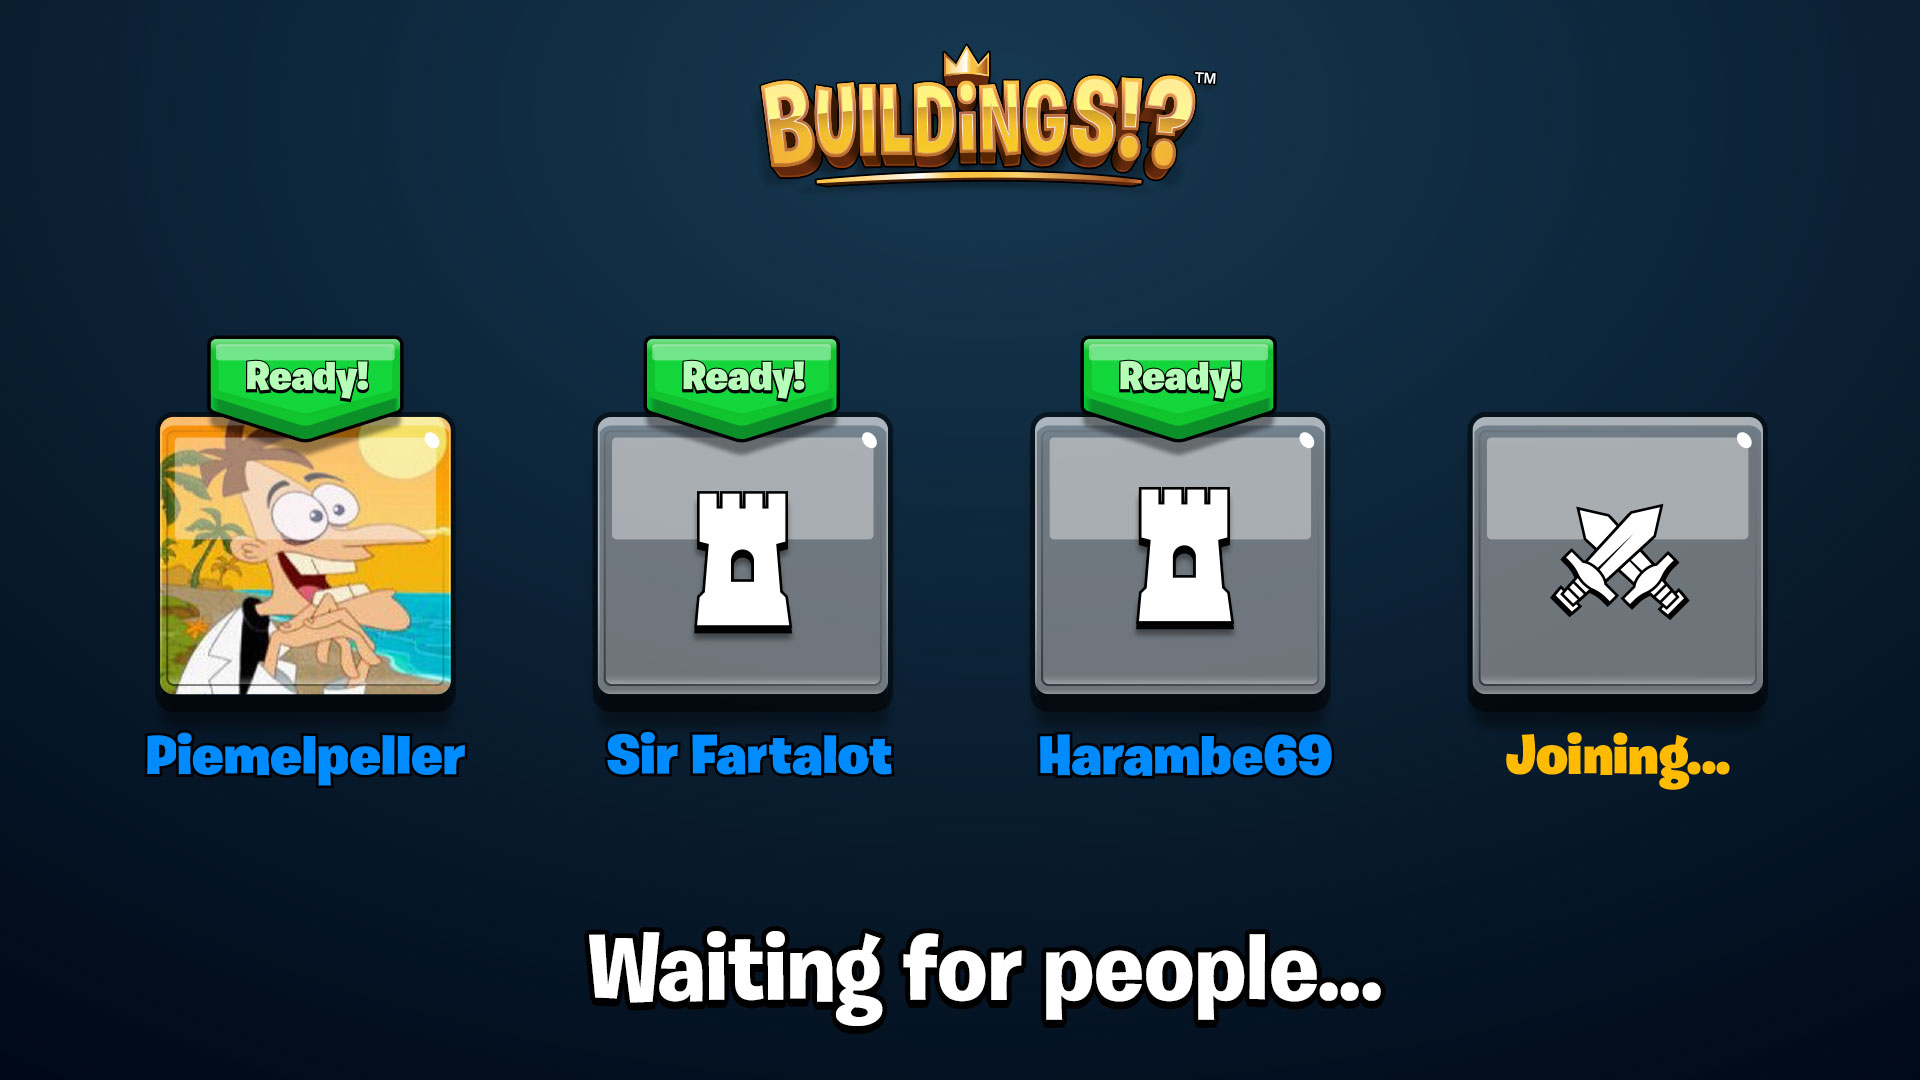 BUILDiNGS!?™
Ready!
Ready!
Ready!
Piemelpeller
Sir Fartalot
Harambe69
Joining...
Waiting for people...